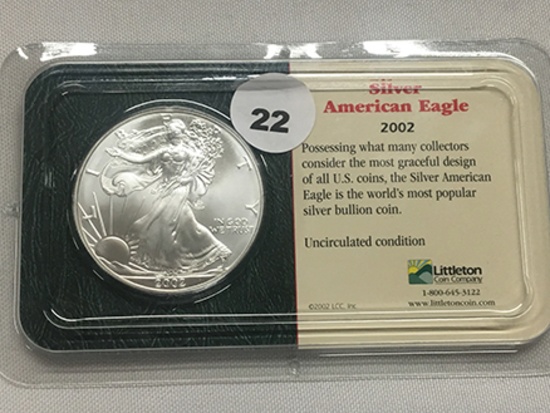 LIBERTY
IN GOD
WE TRUST
2002
22
Silver
American Eagle
2002
Possessing what many collectors
consider the most graceful design
of all U.S. coins, the Silver American
Eagle is the world's most popular
silver bullion coin.
Uncirculated condition
Littleton
Coin Company
1-800-645-3122
©2002 LCC, Inc.
www.littletoncoin.com